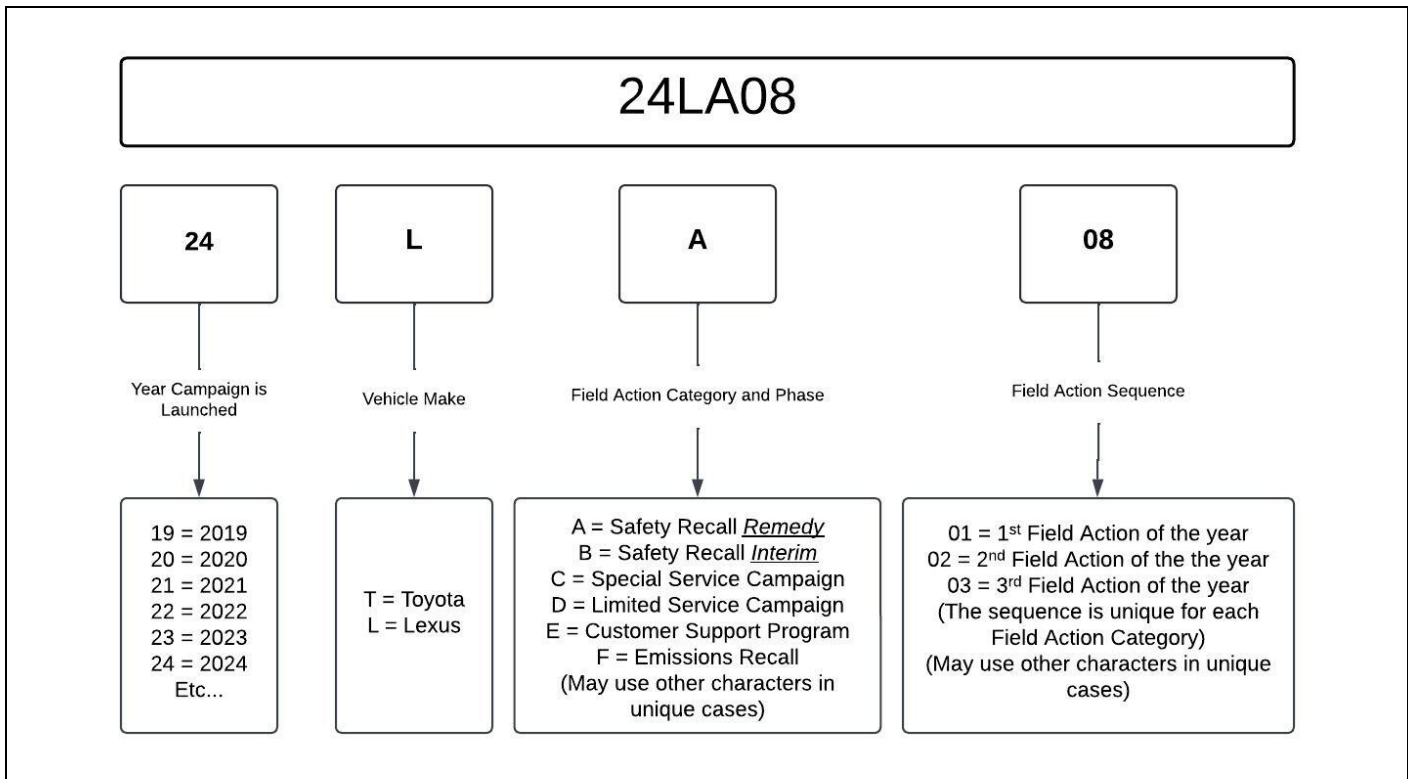 24LA08
24
L
A
08
Year Campaign is
Launched
Vehicle Make
Field Action Category and Phase
Field Action Sequence
19 = 2019
20 = 2020
21 = 2021
22 = 2022
23 = 2023
24 = 2024
Etc...
T = Toyota
L = Lexus
A = Safety Recall Remedy
B = Safety Recall Interim
C = Special Service Campaign
D = Limited Service Campaign
E = Customer Support Program
F = Emissions Recall
(May use other characters in
unique cases)
01 = 1st Field Action of the year
02 = 2nd Field Action of the the year
03 = 3rd Field Action of the year
(The sequence is unique for each
Field Action Category)
(May use other characters in unique
cases)